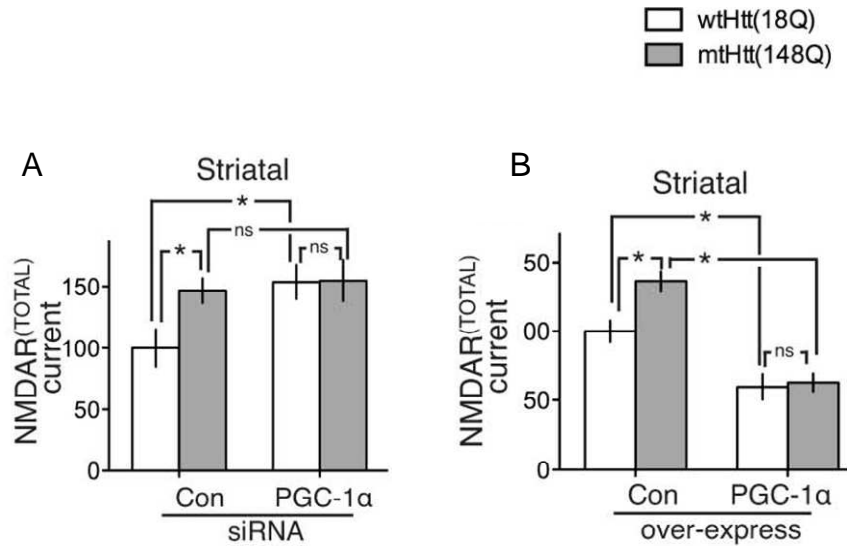 wtHtt(18Q)
mtHtt(148Q)
A
Striatal
*
ns
*
ns
NMDAR(TOTAL)
current
150
100
50
0
Con PGC-1α
siRNA
B
Striatal
*
*
*
ns
NMDAR(TOTAL)
current
50
00
50
0
Con PGC-1α
over-express